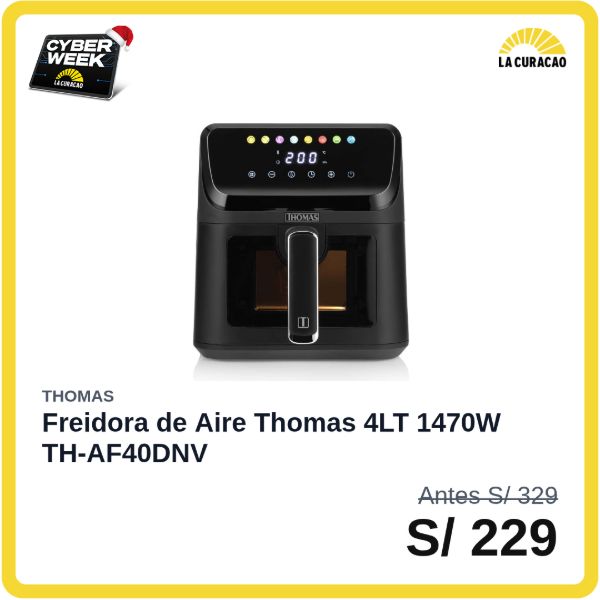 CYBER
WEEK
LA CURACAO
LA CURACAO
200
THOMAS
THOMAS
Freidora de Aire Thomas 4LT 1470W
TH-AF40DNV
Antes S/ 329
S/ 229